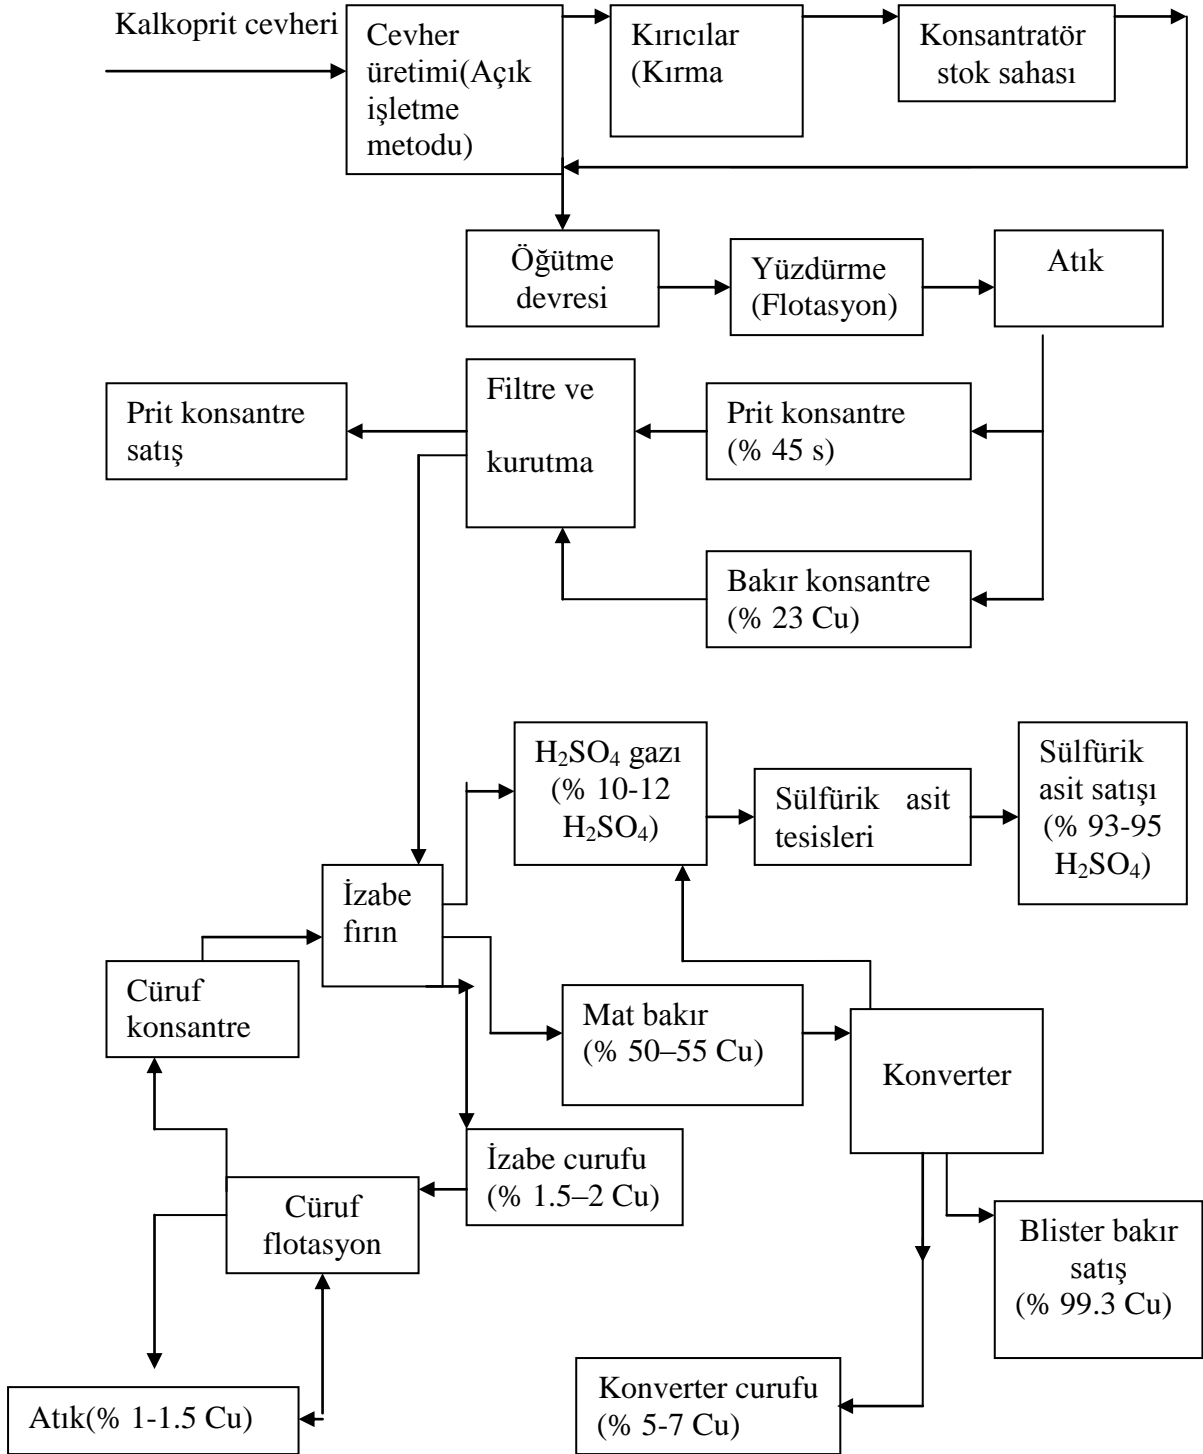 Kalkoprit cevheri
Cevher
üretimi(Açık
işletme
metodu)
Kırıcılar
(Kırma
Konsantratör
stok sahası
Öğütme
devresi
Yüzdürme
(Flotasyon)
Atık
Prit konsantre
satış
Filtre ve
kurutma
Prit konsantre
(% 45 s)
Bakır konsantre
(% 23 Cu)
H₂SO₄ gazı
(% 10-12
H₂SO₄)
Sülfürik asit
tesisleri
Sülfürik
asit satışı
(% 93-95
H₂SO₄)
İzabe
fırın
Cüruf
konsantre
Mat bakır
(% 50–55 Cu)
Konverter
İzabe curufu
(% 1.5–2 Cu)
Cüruf
flotasyon
Blister bakır
satış
(% 99.3 Cu)
Konverter curufu
(% 5-7 Cu)
Atık(% 1-1.5 Cu)